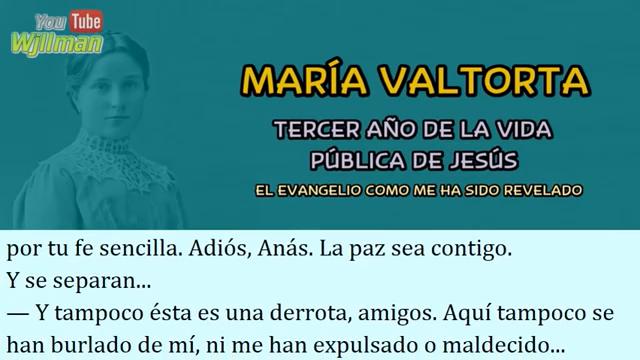 You Tube
Wjllman
MARÍA VALTORTA
TERCER AÑO DE LA VIDA
PÚBLICA DE JESÚS
EL EVANGELIO COMO ME HA SIDO REVELADO
por tu fe sencilla. Adiós, Anás. La paz sea contigo.
Y se separan...
— Y tampoco ésta es una derrota, amigos. Aquí tampoco se
han burlado de mí, ni me han expulsado o maldecido...